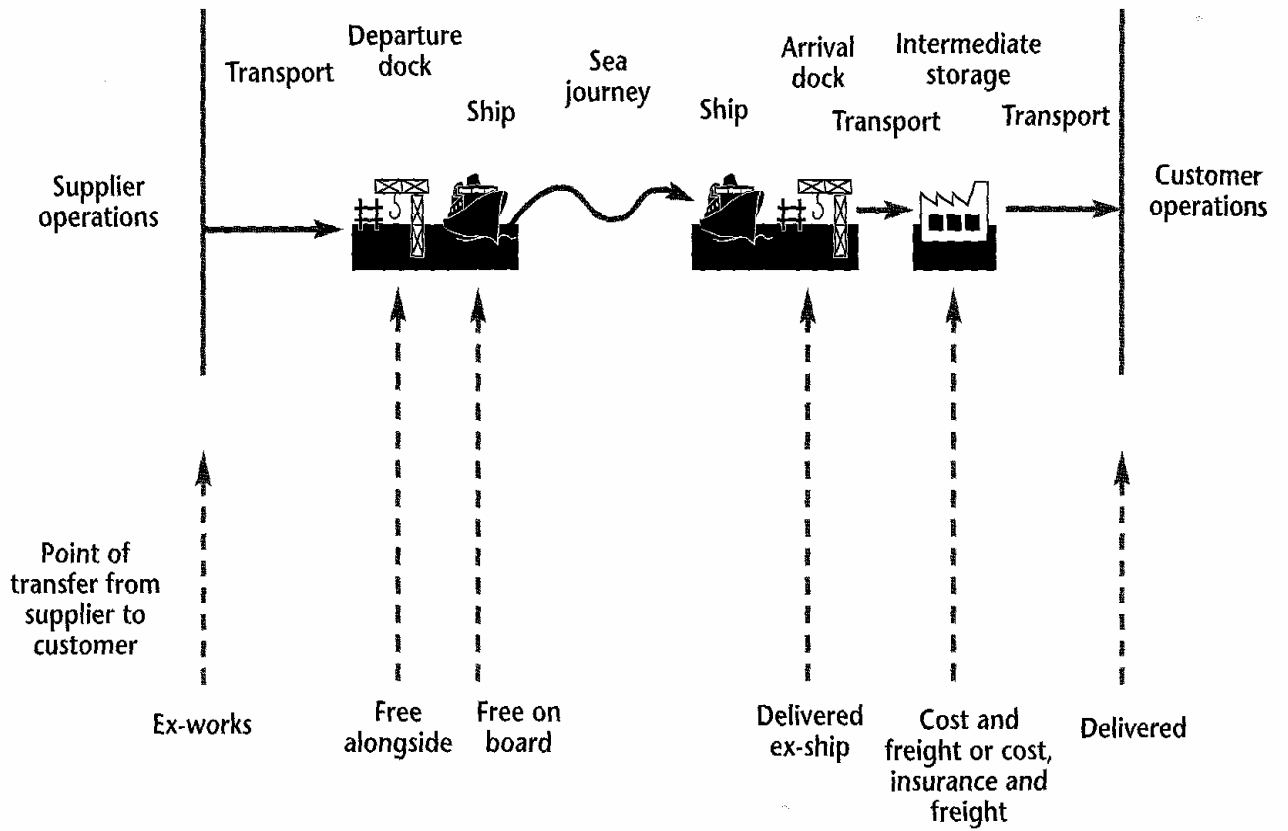 Departure
dock
Transport
Ship
Sea
journey
Ship
Arrival
dock
Transport
Intermediate
storage
Transport
Supplier
operations
Customer
operations
Point of
transfer from
supplier to
customer
Ex-works
Free
alongside
Free on
board
Delivered
ex-ship
Cost and
freight or cost,
insurance and
freight
Delivered